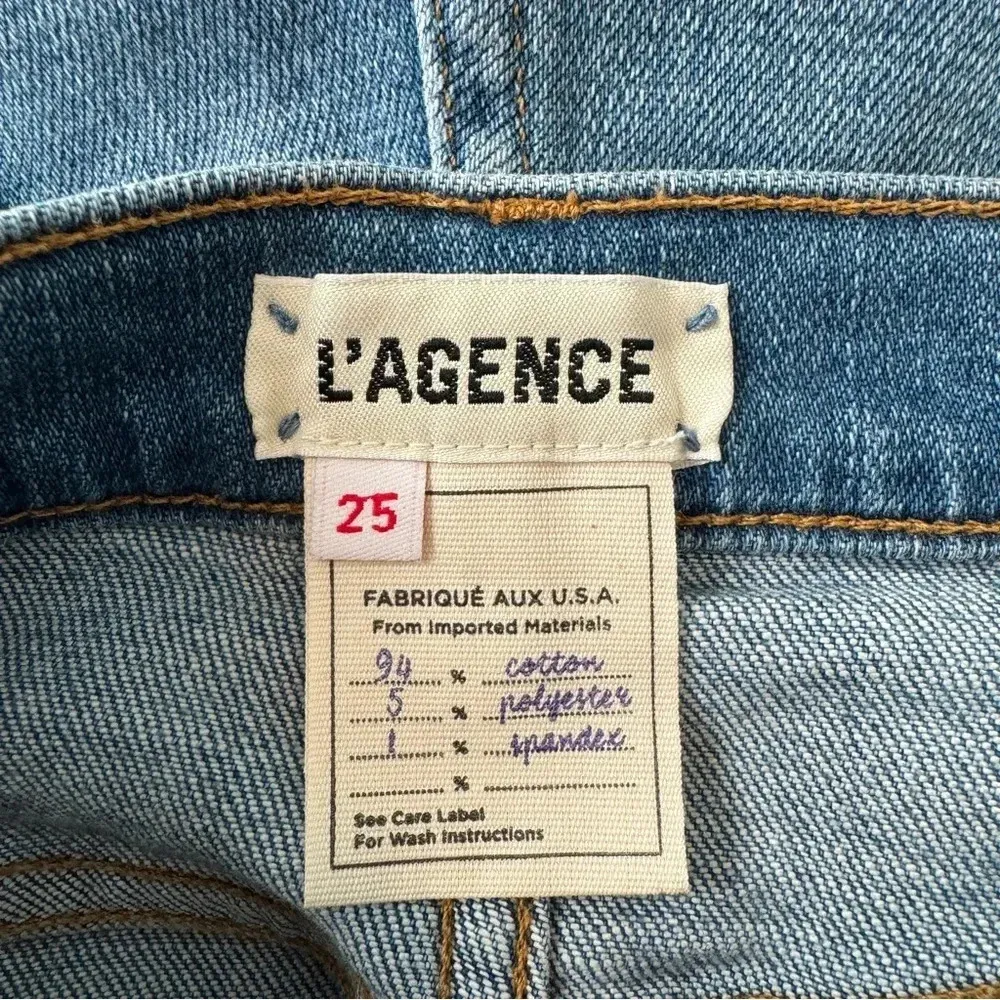 L'AGENCE
25
FABRIQUÉ AUX U.S.A.
From Imported Materials
94 % cotton
5 % polyester
1 % spandex
%
See Care Label
For Wash Instructions